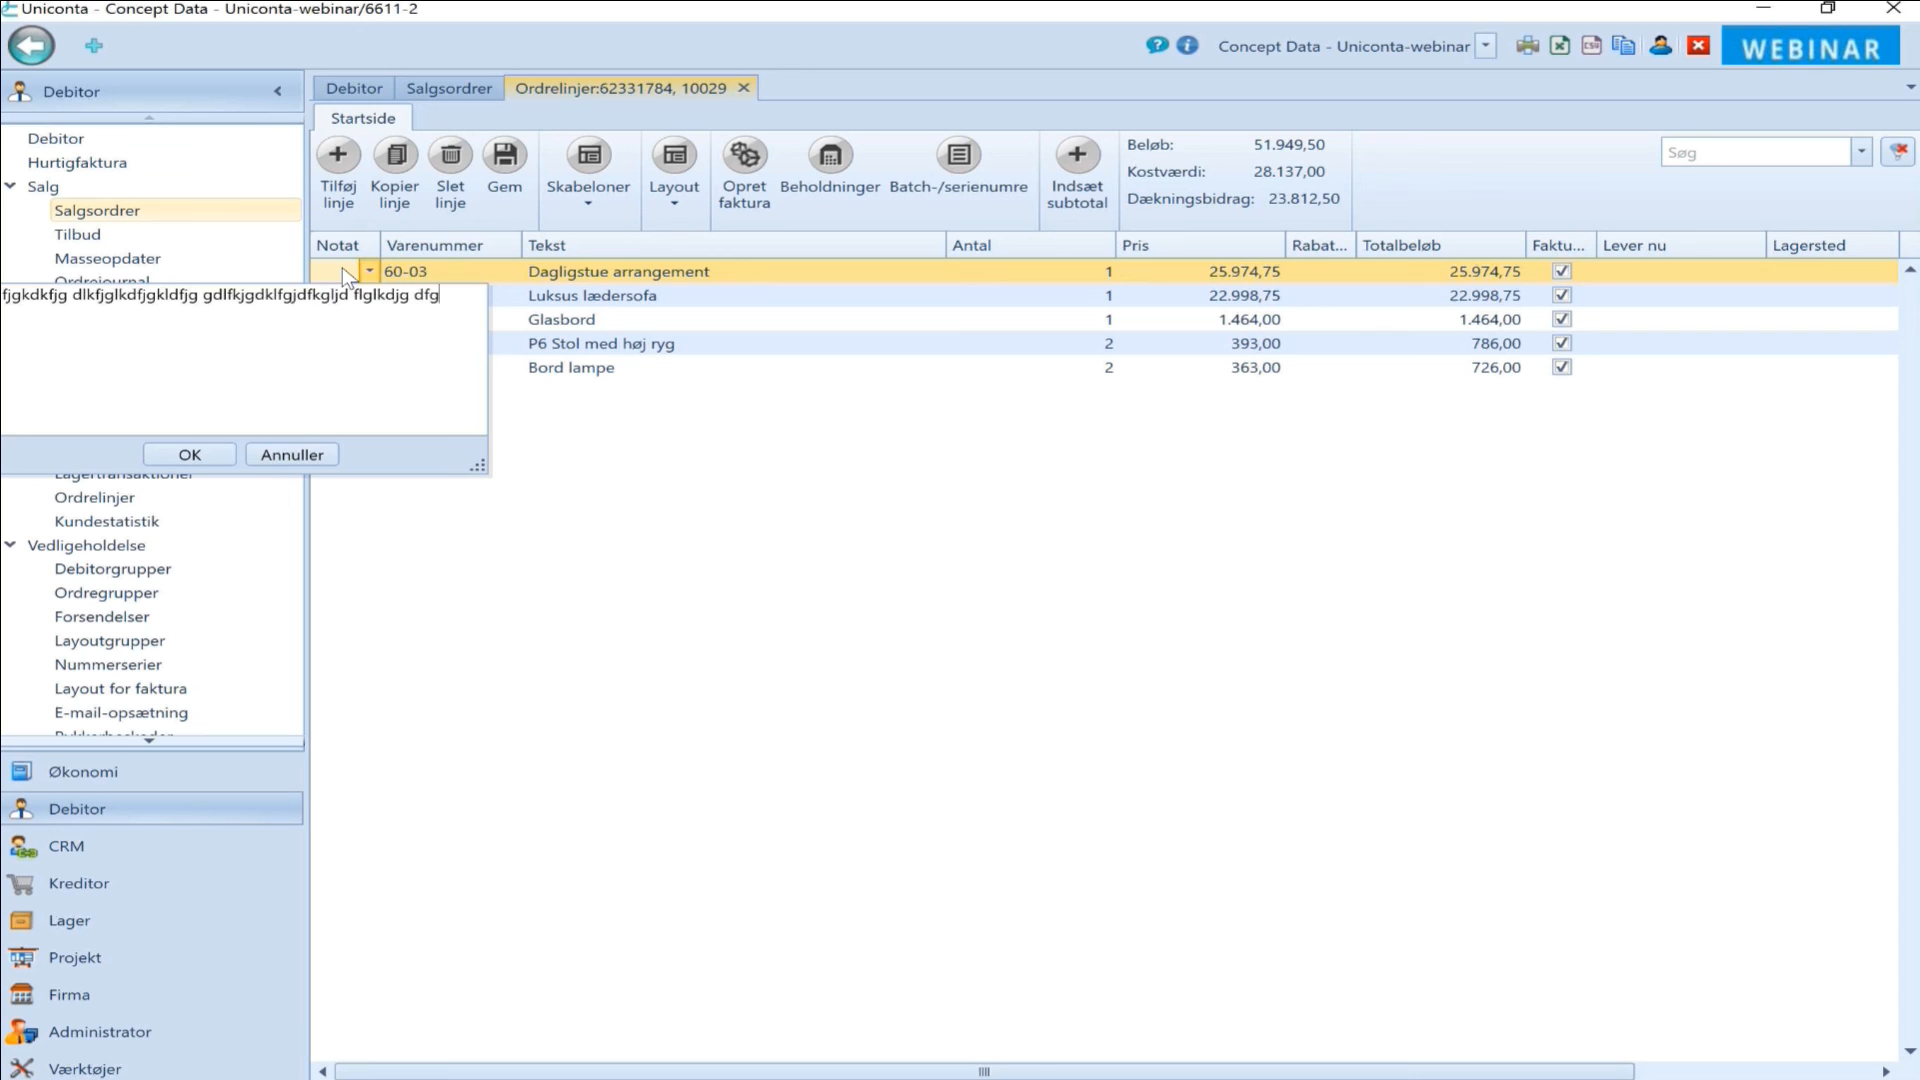 Uniconta - Concept Data - Uniconta-webinar/6611-2
Concept Data - Uniconta-webinar
WEBINAR
Debitor
Debitor
Salgsordrer
Ordrelinjer:62331784, 10029
Startside
Tilføj linje
Kopier linje
Slet linje
Gem
Skabeloner
Layout
Opret faktura
Beholdninger
Batch-/serienumre
Indsæt subtotal
Beløb: 51.949,50
Kostværdi: 28.137,00
Dækningsbidrag: 23.812,50
Søg
Notat Varenummer Tekst Antal Pris Rabat... Totalbeløb Faktu... Lever nu Lagersted
60-03 Dagligstue arrangement 1 25.974,75 25.974,75
Luksus lædersofa 1 22.998,75 22.998,75
Glasbord 1 1.464,00 1.464,00
P6 Stol med høj ryg 2 393,00 786,00
Bord lampe 2 363,00 726,00
fjgkdkfjg dlkfjglkdfjgkldfjg gdlfkjgdklfgjdfkgljd flglkdjg dfg
OK
Annuller
Debitor
Hurtigfaktura
Salg
Salgsordrer
Tilbud
Masseopdater
Ordrejournal
Lagertransaktioner
Ordrelinjer
Kundestatistik
Vedligeholdelse
Debitorgrupper
Ordregrupper
Forsendelser
Layoutgrupper
Nummerserier
Layout for faktura
E-mail-opsætning
Økonomi
Debitor
CRM
Kreditor
Lager
Projekt
Firma
Administrator
Værktøjer